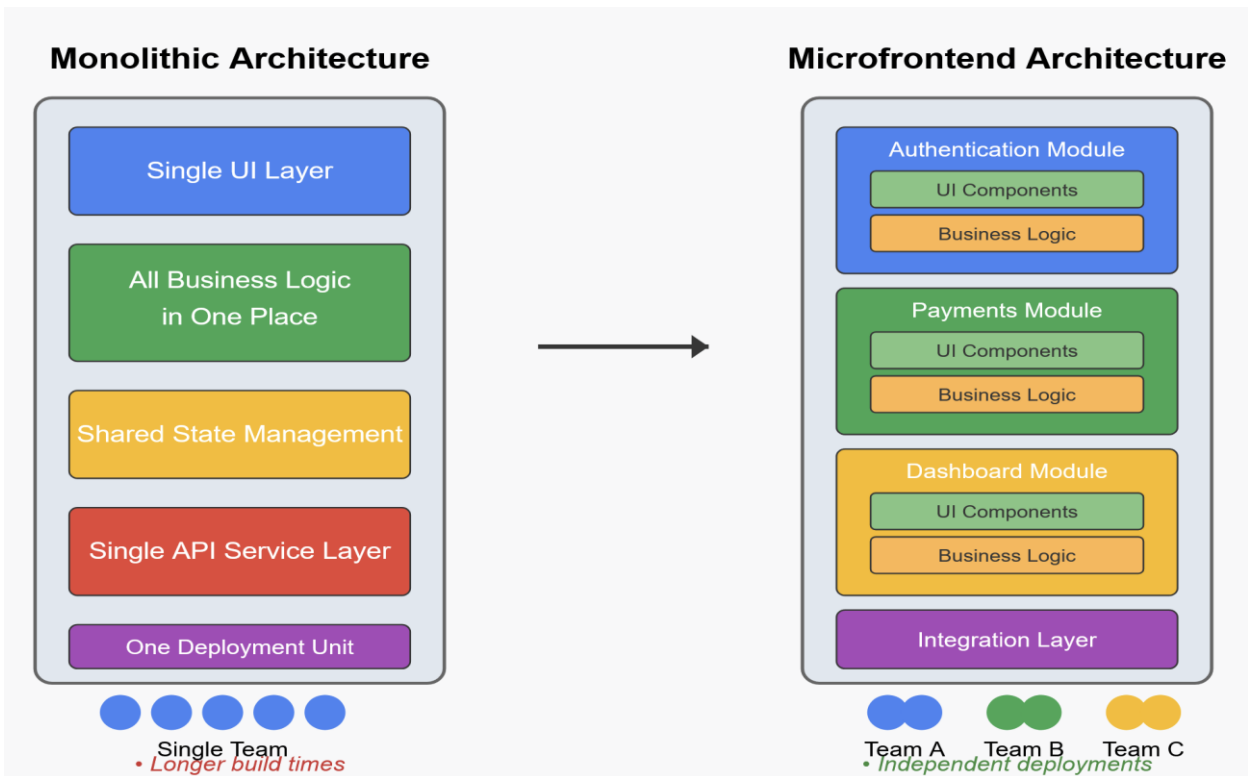 Monolithic Architecture
Single UI Layer
All Business Logic
in One Place
Shared State Management
Single API Service Layer
One Deployment Unit
Single Team
• Longer build times
Microfrontend Architecture
Authentication Module
UI Components
Business Logic
Payments Module
UI Components
Business Logic
Dashboard Module
UI Components
Business Logic
Integration Layer
Team A Team B Team C
• Independent deployments